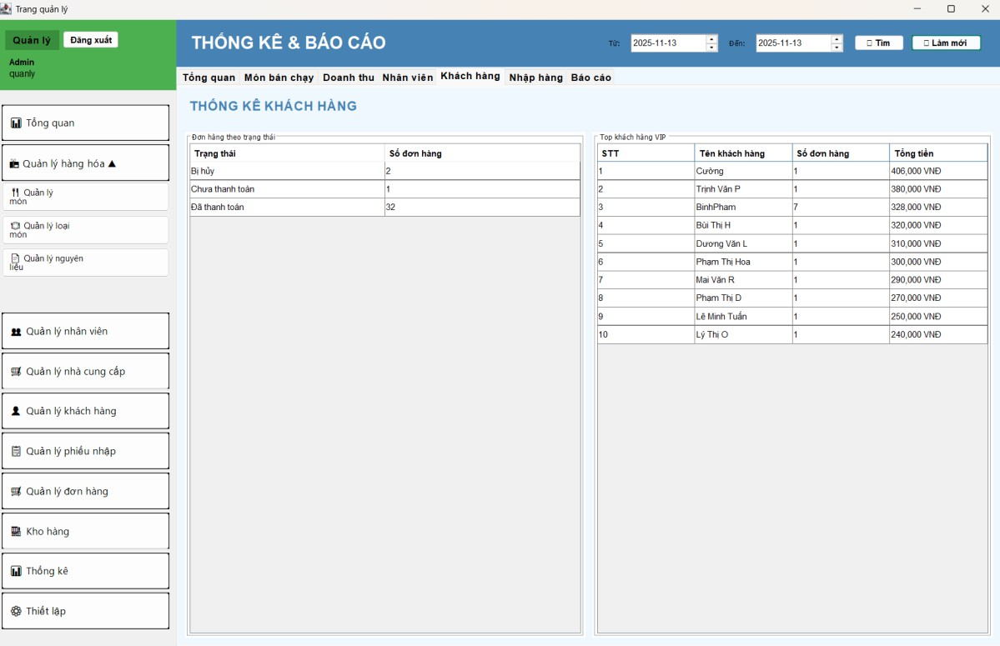 Trang quản lý
Quản lý
Đăng xuất
Admin
quanly
THỐNG KÊ & BÁO CÁO
Từ:
2025-11-13
Đến:
2025-11-13
Tìm
Làm mới
Tổng quan
Món bán chạy
Doanh thu
Nhân viên
Khách hàng
Nhập hàng
Báo cáo
Tổng quan
Quản lý hàng hóa ▲
Quản lý
món
Quản lý loại
món
Quản lý nguyên
liệu
Quản lý nhân viên
Quản lý nhà cung cấp
Quản lý khách hàng
Quản lý phiếu nhập
Quản lý đơn hàng
Kho hàng
Thống kê
Thiết lập
THỐNG KÊ KHÁCH HÀNG
Đơn hàng theo trạng thái
Trạng thái Số đơn hàng
Bị hủy 2
Chưa thanh toán 1
Đã thanh toán 32
Top khách hàng VIP
STT Tên khách hàng Số đơn hàng Tổng tiền
1 Cường 1 406,000 VNĐ
2 Trịnh Văn P 1 380,000 VNĐ
3 BinhPham 7 328,000 VNĐ
4 Bùi Thị H 1 320,000 VNĐ
5 Dương Văn L 1 310,000 VNĐ
6 Phạm Thị Hoa 1 300,000 VNĐ
7 Mai Văn R 1 290,000 VNĐ
8 Phạm Thị D 1 270,000 VNĐ
9 Lê Minh Tuấn 1 250,000 VNĐ
10 Lý Thị O 1 240,000 VNĐ